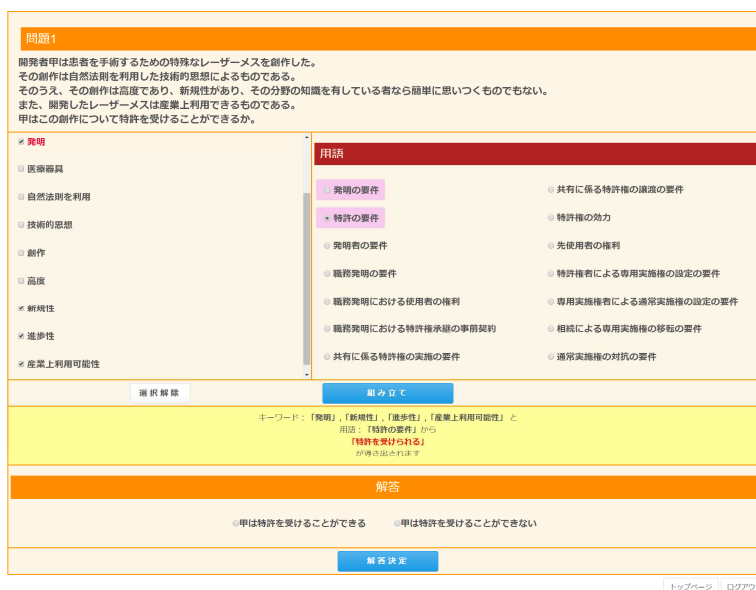 問題1
開発者甲は患者を手術するための特殊なレーザーメスを創作した。
その創作は自然法則を利用した技術的思想によるものである。
そのうえ、その創作は高度であり、新規性があり、その分野の知識を有している者なら簡単に思いつくものでもない。
また、開発したレーザーメスは産業上利用できるものである。
甲はこの創作について特許を受けることができるか。
発明
医療器具
自然法則を利用
技術的思想
創作
高度
新規性
進歩性
産業上利用可能性
用語
発明の要件
共有に係る特許権の譲渡の要件
特許の要件
特許権の効力
発明者の要件
先使用者の権利
職務発明の要件
特許権者による専用実施権の設定の要件
職務発明における使用者の権利
専用実施権者による通常実施権の設定の要件
職務発明における特許権承継の事前契約
相続による専用実施権の移転の要件
共有に係る特許権の実施の要件
通常実施権の対抗の要件
選択解除
組み立て
キーワード：「発明」,「新規性」,「進歩性」,「産業上利用可能性」 と
用語：「特許の要件」から
「特許を受けられる」
が導き出されます
解答
甲は特許を受けることができる
甲は特許を受けることができない
解答決定
トップページ
ログアウ